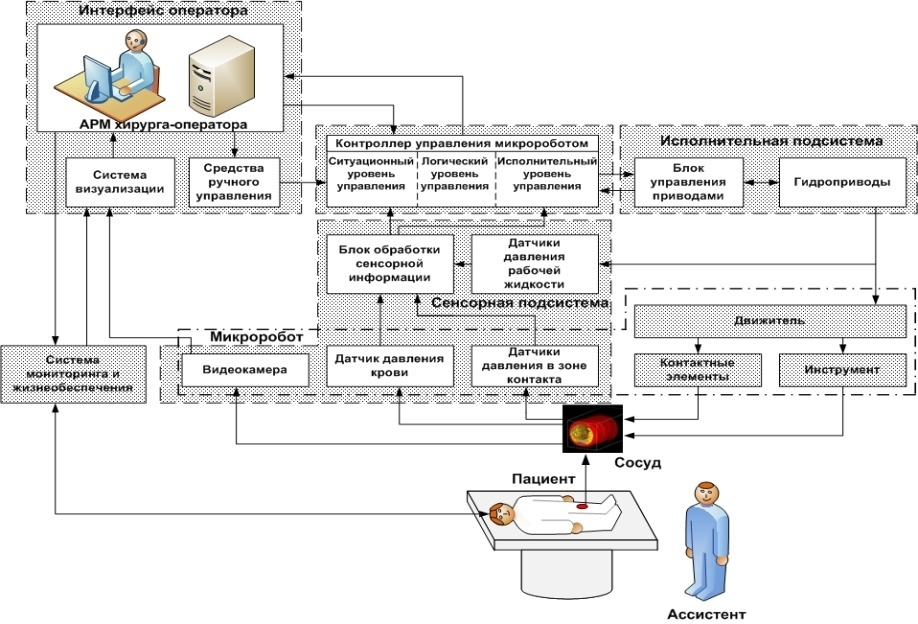 Интерфейс оператора
АРМ хирурга-оператора
Система
визуализации
Средства
ручного
управления
Контроллер управления микророботом
Ситуационный
уровень
управления
Логический
уровень
управления
Исполнительный
уровень
управления
Исполнительная подсистема
Блок
управления
приводами
Гидроприводы
Блок обработки
сенсорной
информации
Датчики
давления
рабочей
жидкости
Сенсорная подсистема
Микроробот
Движитель
Система
мониторинга и
жизнеобеспечения
Видеокамера
Датчик давления
крови
Датчики
давления в зоне
контакта
Контактные
элементы
Инструмент
Сосуд
Пациент
Ассистент